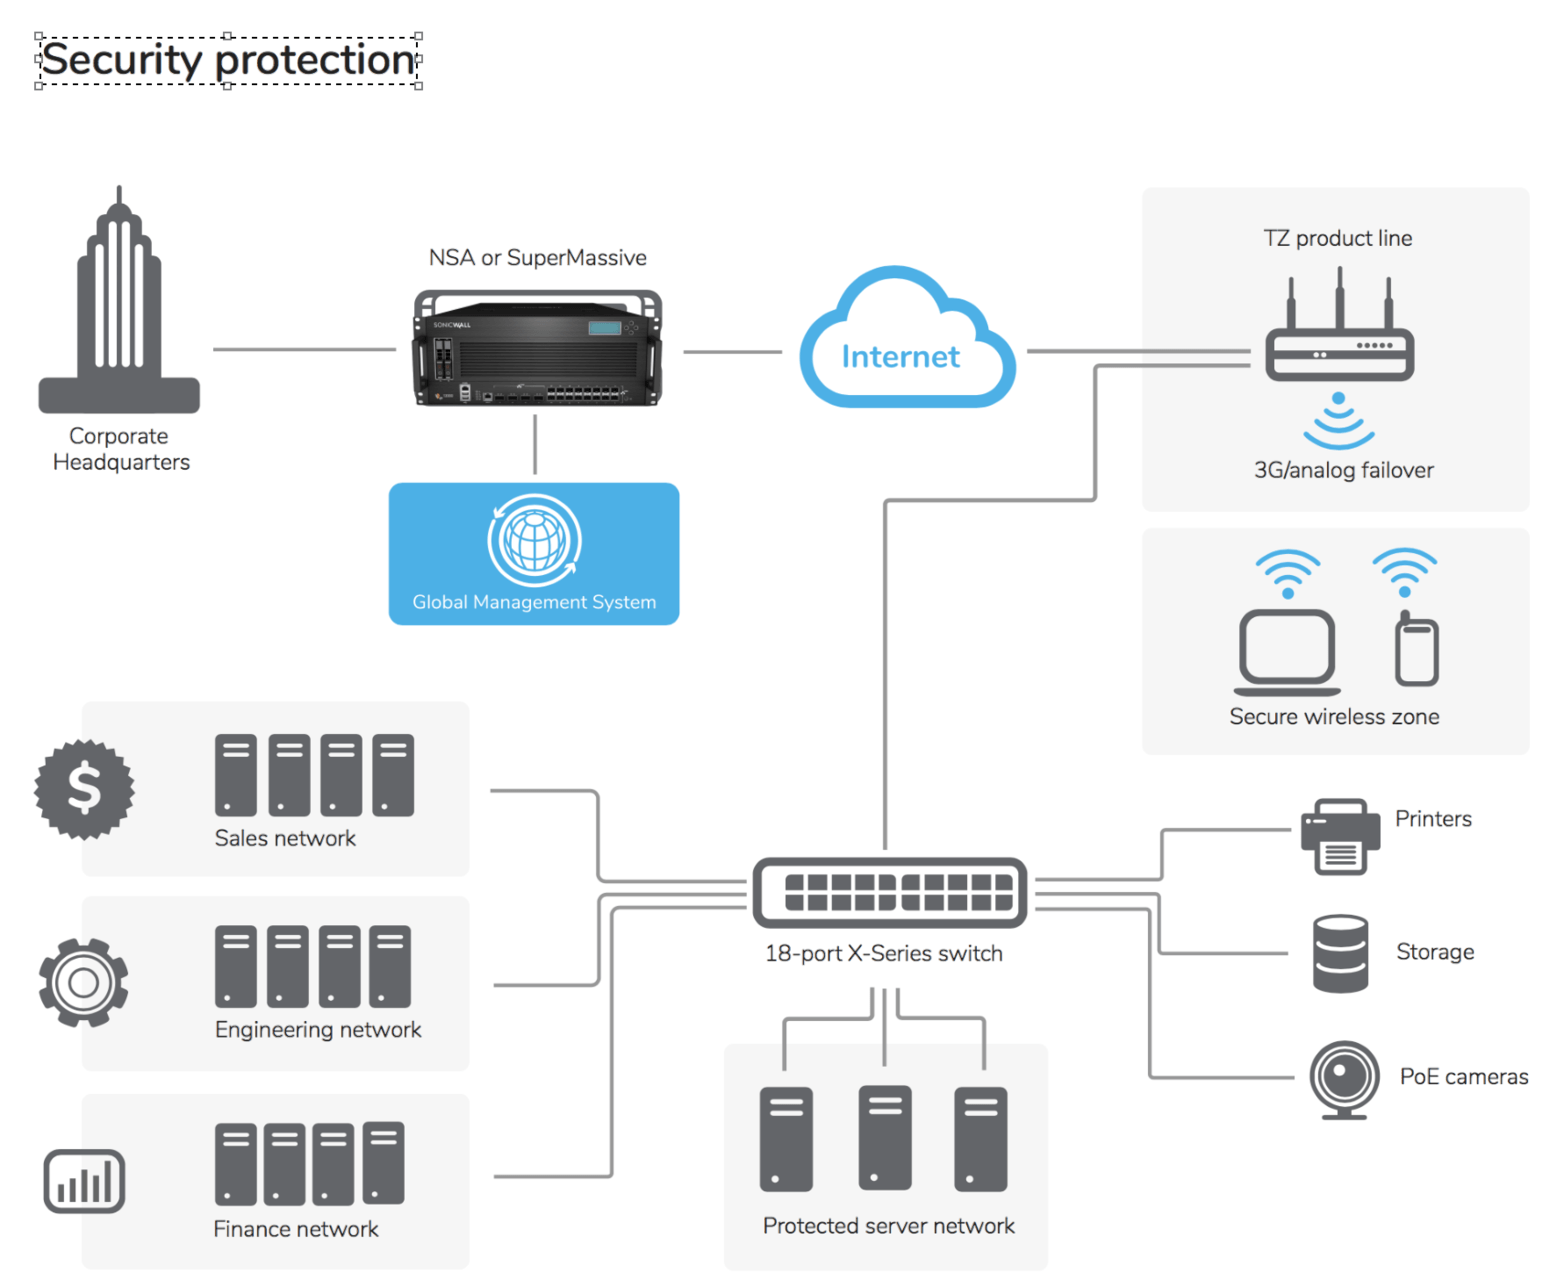 Security protection
TZ product line
NSA or SuperMassive
SONICWALL
Internet
Corporate
Headquarters
3G/analog failover
Global Management System
Secure wireless zone
$
Printers
Sales network
18-port X-Series switch
Storage
Engineering network
PoE cameras
Protected server network
Finance network